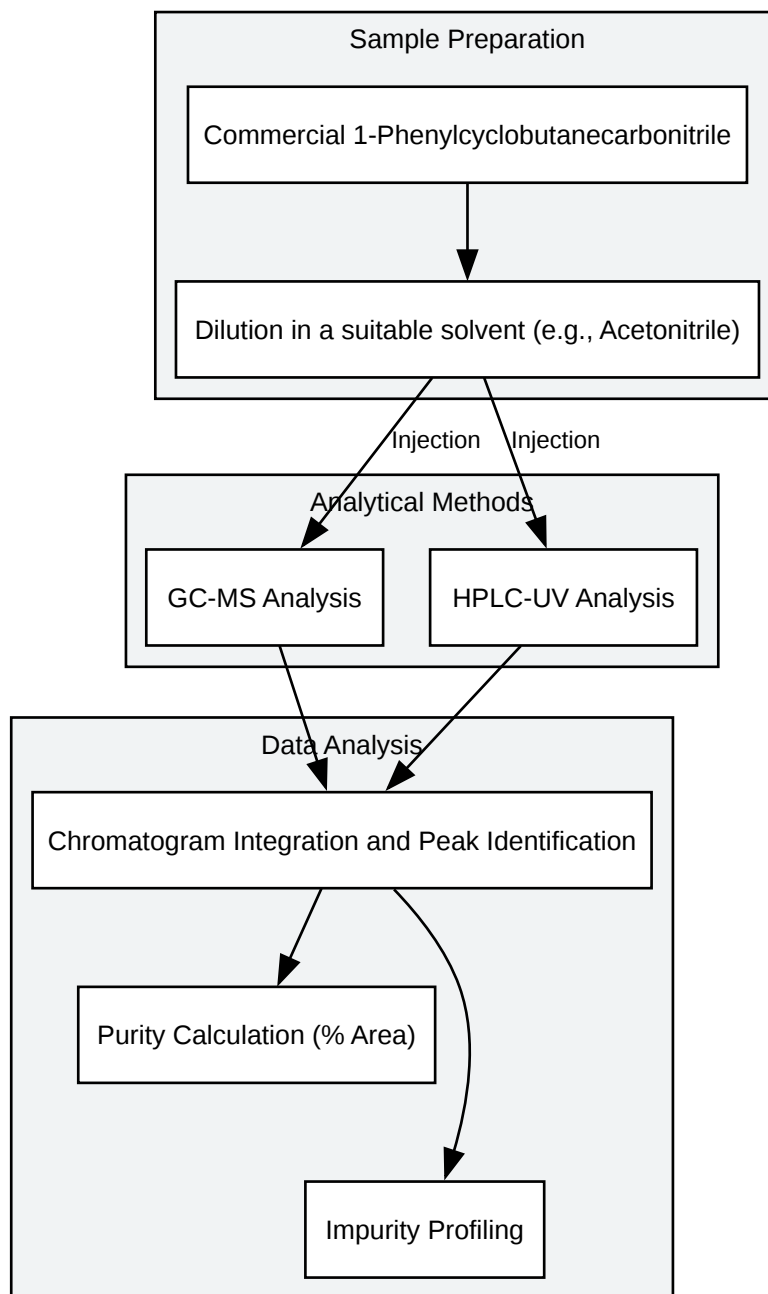 Sample Preparation
Commercial 1-Phenylcyclobutanecarbonitrile
Dilution in a suitable solvent (e.g., Acetonitrile)
Injection
Injection
Analytical Methods
GC-MS Analysis
HPLC-UV Analysis
Data Analysis
Chromatogram Integration and Peak Identification
Purity Calculation (% Area)
Impurity Profiling